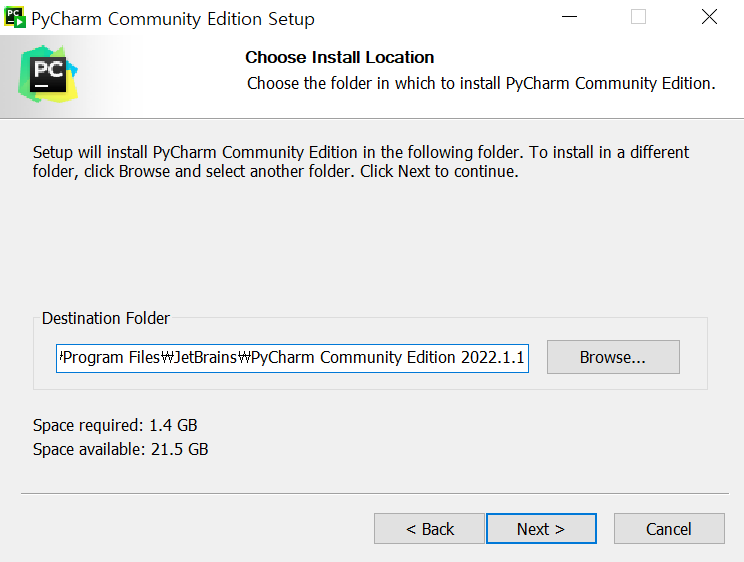 PC
PyCharm Community Edition Setup
PC
Choose Install Location
Choose the folder in which to install PyCharm Community Edition.
Setup will install PyCharm Community Edition in the following folder. To install in a different
folder, click Browse and select another folder. Click Next to continue.
Destination Folder
₩Program Files₩JetBrains₩PyCharm Community Edition 2022.1.1
Browse...
Space required: 1.4 GB
Space available: 21.5 GB
< Back
Next >
Cancel